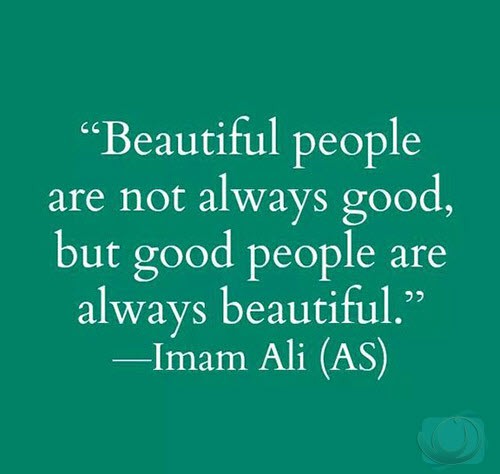 “Beautiful people
are not always good,
but good people are
always beautiful.”
—Imam Ali (AS)